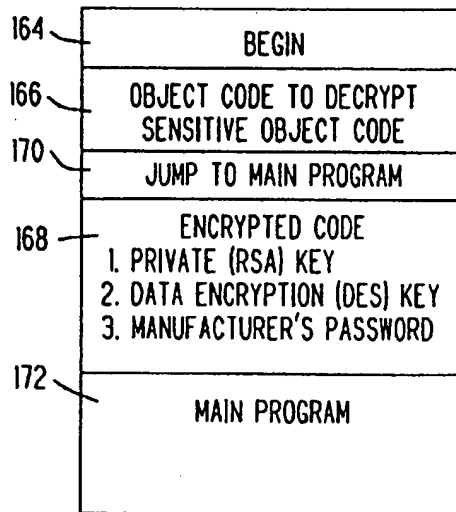 164
BEGIN
166
OBJECT CODE TO DECRYPT
SENSITIVE OBJECT CODE
170
JUMP TO MAIN PROGRAM
168
ENCRYPTED CODE
1. PRIVATE (RSA) KEY
2. DATA ENCRYPTION (DES) KEY
3. MANUFACTURER'S PASSWORD
172
MAIN PROGRAM